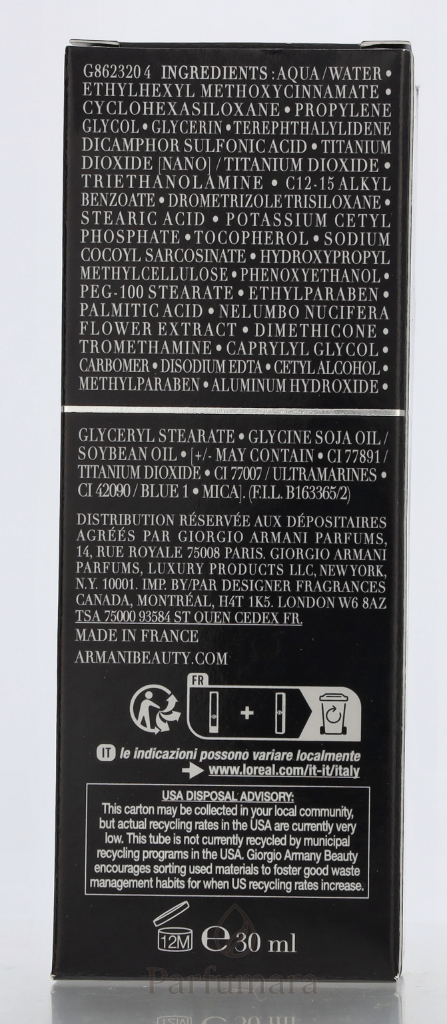 G862320 4 INGREDIENTS : AQUA / WATER •
ETHYLHEXYL METHOXYCINNAMATE •
CYCLOHEXASILOXANE • PROPYLENE
GLYCOL • GLYCERIN • TEREPHTHALYLIDENE
DICAMPHOR SULFONIC ACID • TITANIUM
DIOXIDE [NANO] / TITANIUM DIOXIDE •
TRIETHANOLAMINE • C12-15 ALKYL
BENZOATE • DROMETRIZOLE TRISILOXANE •
STEARIC ACID • POTASSIUM CETYL
PHOSPHATE • TOCOPHEROL • SODIUM
COCOYL SARCOSINATE • HYDROXYPROPYL
METHYLCELLULOSE • PHENOXYETHANOL •
PEG-100 STEARATE • ETHYLPARABEN •
PALMITIC ACID • NELUMBO NUCIFERA
FLOWER EXTRACT • DIMETHICONE •
TROMETHAMINE • CAPRYLYL GLYCOL •
CARBOMER • DISODIUM EDTA • CETYL ALCOHOL •
METHYLPARABEN • ALUMINUM HYDROXIDE •
GLYCERYL STEARATE • GLYCINE SOJA OIL /
SOYBEAN OIL • [+/- MAY CONTAIN • CI 77891 /
TITANIUM DIOXIDE • CI 77007 / ULTRAMARINES •
CI 42090 / BLUE 1 • MICA]. (F.I.L. B163365/2)
DISTRIBUTION RÉSERVÉE AUX DÉPOSITAIRES
AGRÉÉS PAR GIORGIO ARMANI PARFUMS,
14, RUE ROYALE 75008 PARIS. GIORGIO ARMANI
PARFUMS, LUXURY PRODUCTS LLC, NEW YORK,
N.Y. 10001. IMP. BY/PAR DESIGNER FRAGRANCES
CANADA, MONTRÉAL, H4T 1K5. LONDON W6 8AZ
TSA 75000 93584 ST OUEN CEDEX FR.
MADE IN FRANCE
ARMANIBEAUTY.COM
FR
+
IT le indicazioni possono variare localmente
www.loreal.com/it-it/italy
USA DISPOSAL ADVISORY:
This carton may be collected in your local community,
but actual recycling rates in the USA are currently very
low. This tube is not currently recycled by municipal
recycling programs in the USA. Giorgio Armany Beauty
encourages sorting used materials to foster good waste
management habits for when US recycling rates increase.
12M ℮ 30 ml
Parfumara